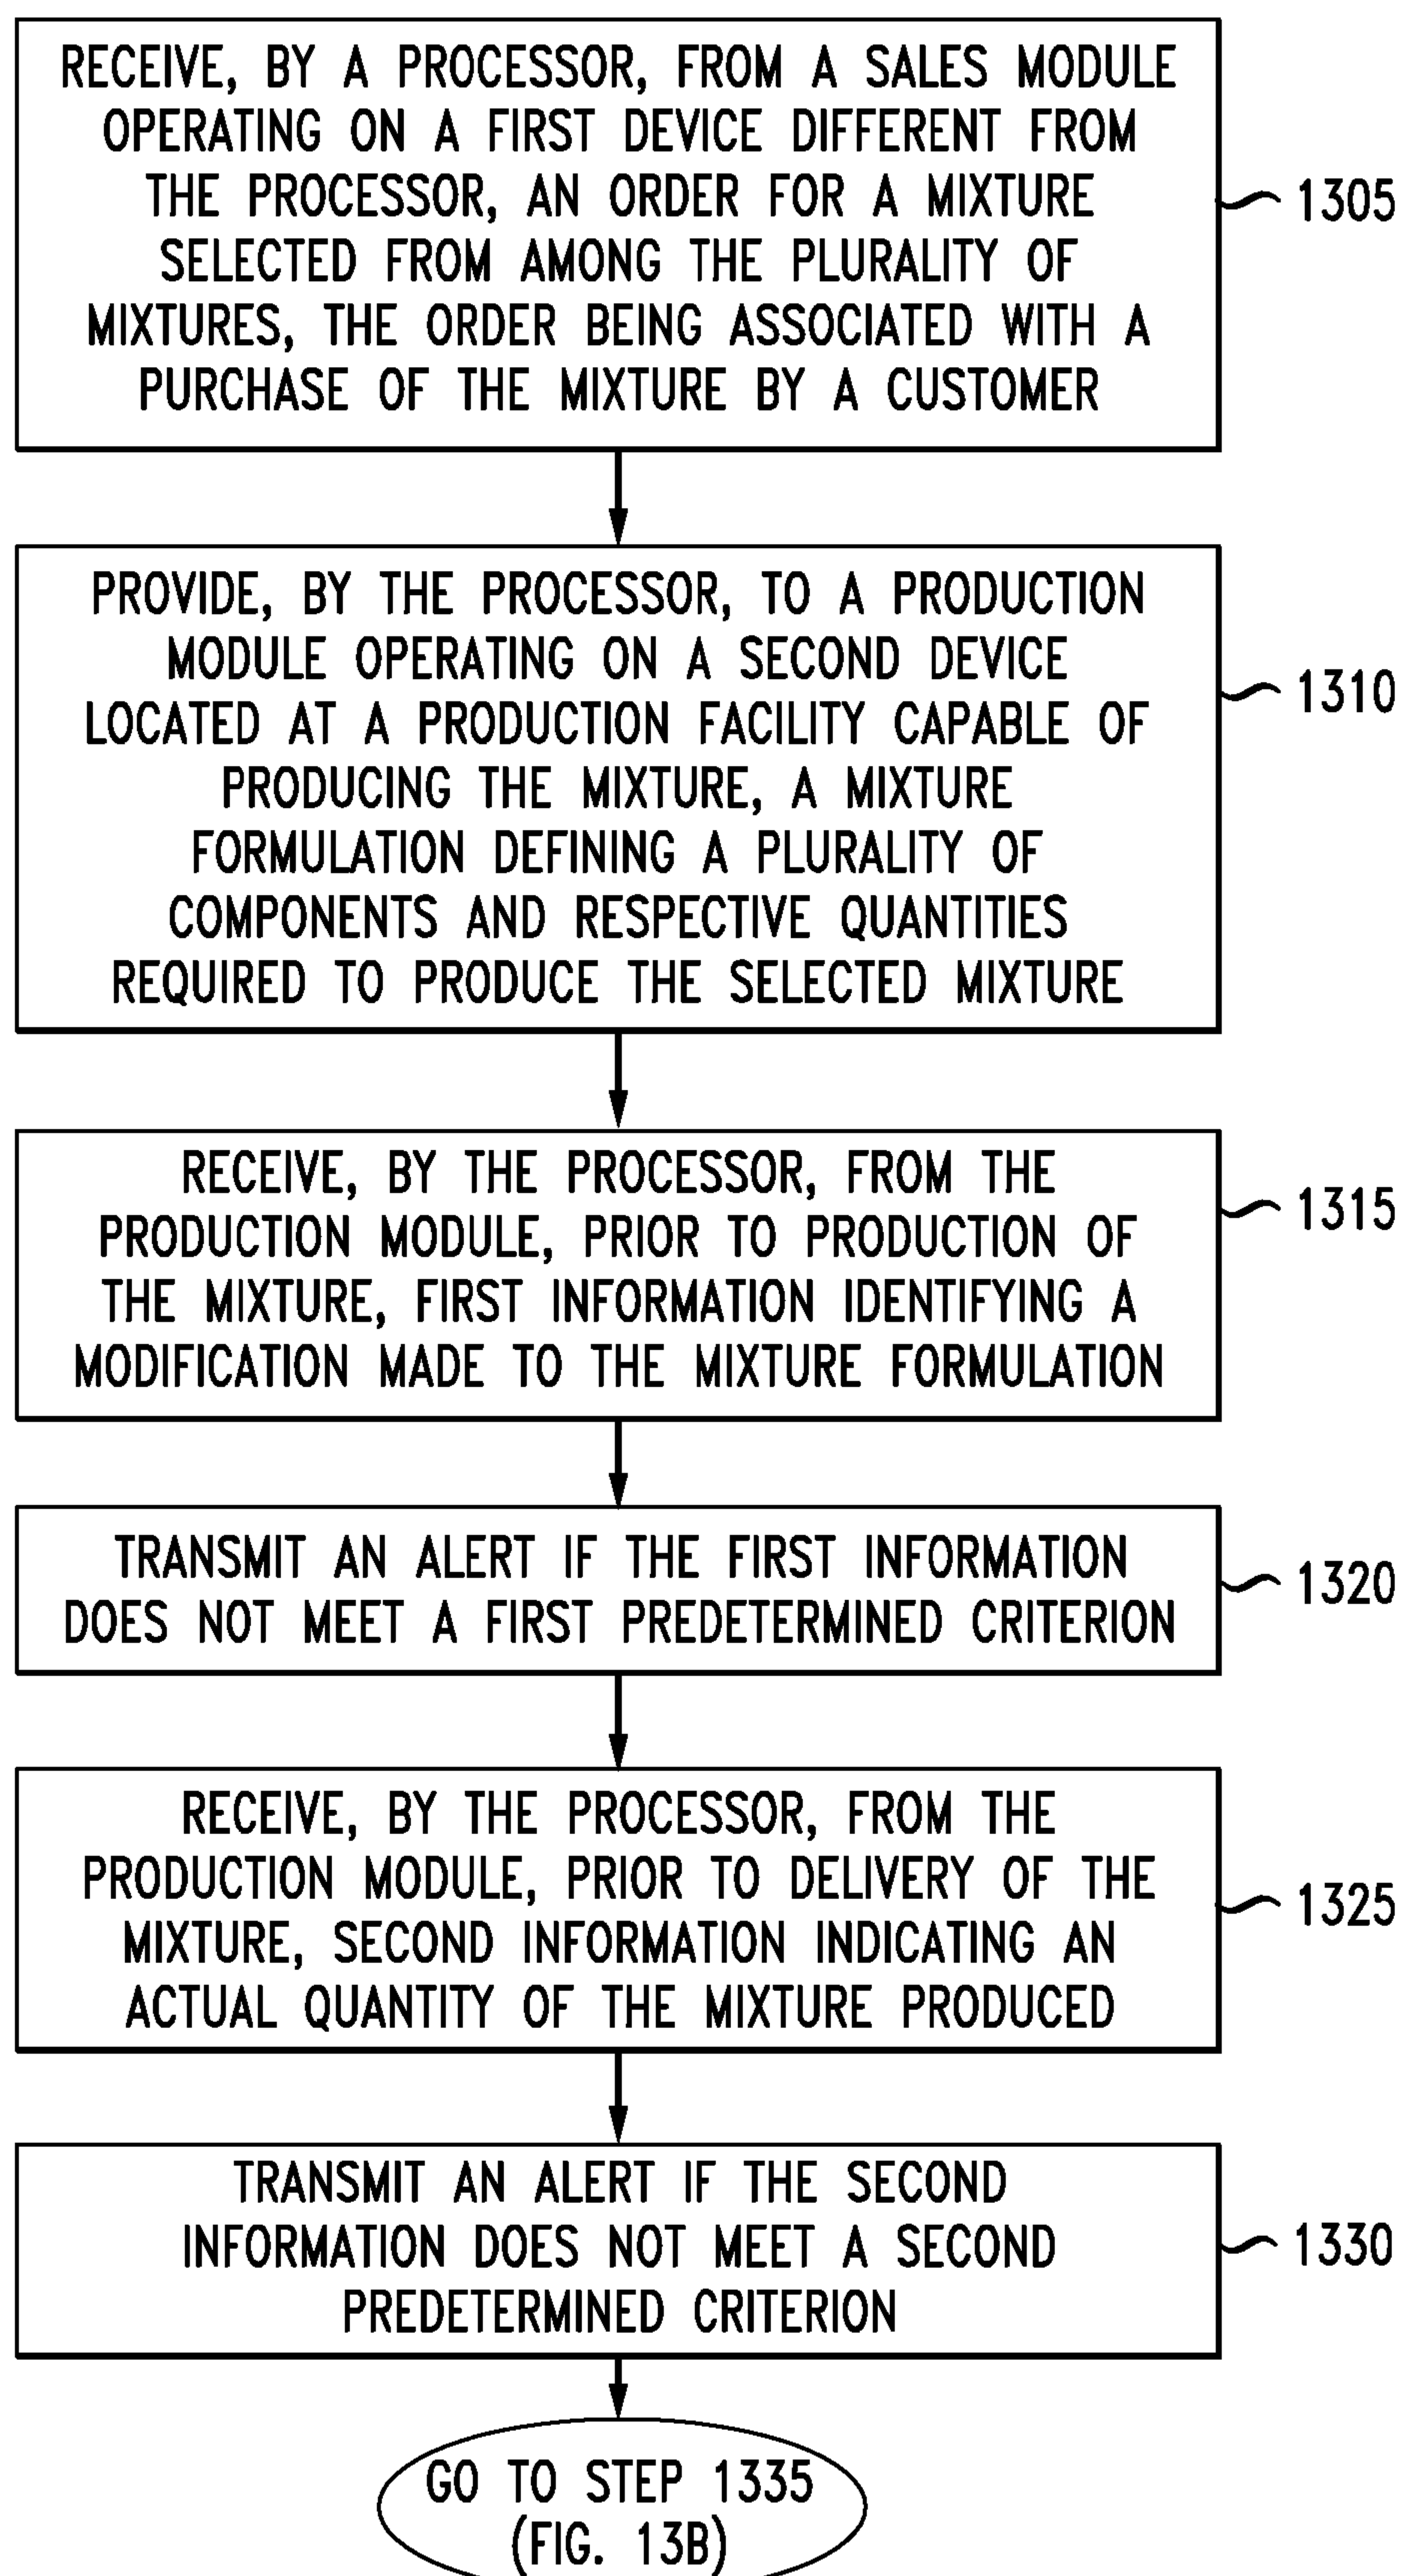 RECEIVE, BY A PROCESSOR, FROM A SALES MODULE
OPERATING ON A FIRST DEVICE DIFFERENT FROM
THE PROCESSOR, AN ORDER FOR A MIXTURE
SELECTED FROM AMONG THE PLURALITY OF
MIXTURES, THE ORDER BEING ASSOCIATED WITH A
PURCHASE OF THE MIXTURE BY A CUSTOMER
1305
PROVIDE, BY THE PROCESSOR, TO A PRODUCTION
MODULE OPERATING ON A SECOND DEVICE
LOCATED AT A PRODUCTION FACILITY CAPABLE OF
PRODUCING THE MIXTURE, A MIXTURE
FORMULATION DEFINING A PLURALITY OF
COMPONENTS AND RESPECTIVE QUANTITIES
REQUIRED TO PRODUCE THE SELECTED MIXTURE
1310
RECEIVE, BY THE PROCESSOR, FROM THE
PRODUCTION MODULE, PRIOR TO PRODUCTION OF
THE MIXTURE, FIRST INFORMATION IDENTIFYING A
MODIFICATION MADE TO THE MIXTURE FORMULATION
1315
TRANSMIT AN ALERT IF THE FIRST INFORMATION
DOES NOT MEET A FIRST PREDETERMINED CRITERION
1320
RECEIVE, BY THE PROCESSOR, FROM THE
PRODUCTION MODULE, PRIOR TO DELIVERY OF THE
MIXTURE, SECOND INFORMATION INDICATING AN
ACTUAL QUANTITY OF THE MIXTURE PRODUCED
1325
TRANSMIT AN ALERT IF THE SECOND
INFORMATION DOES NOT MEET A SECOND
PREDETERMINED CRITERION
1330
GO TO STEP 1335
(FIG. 13B)